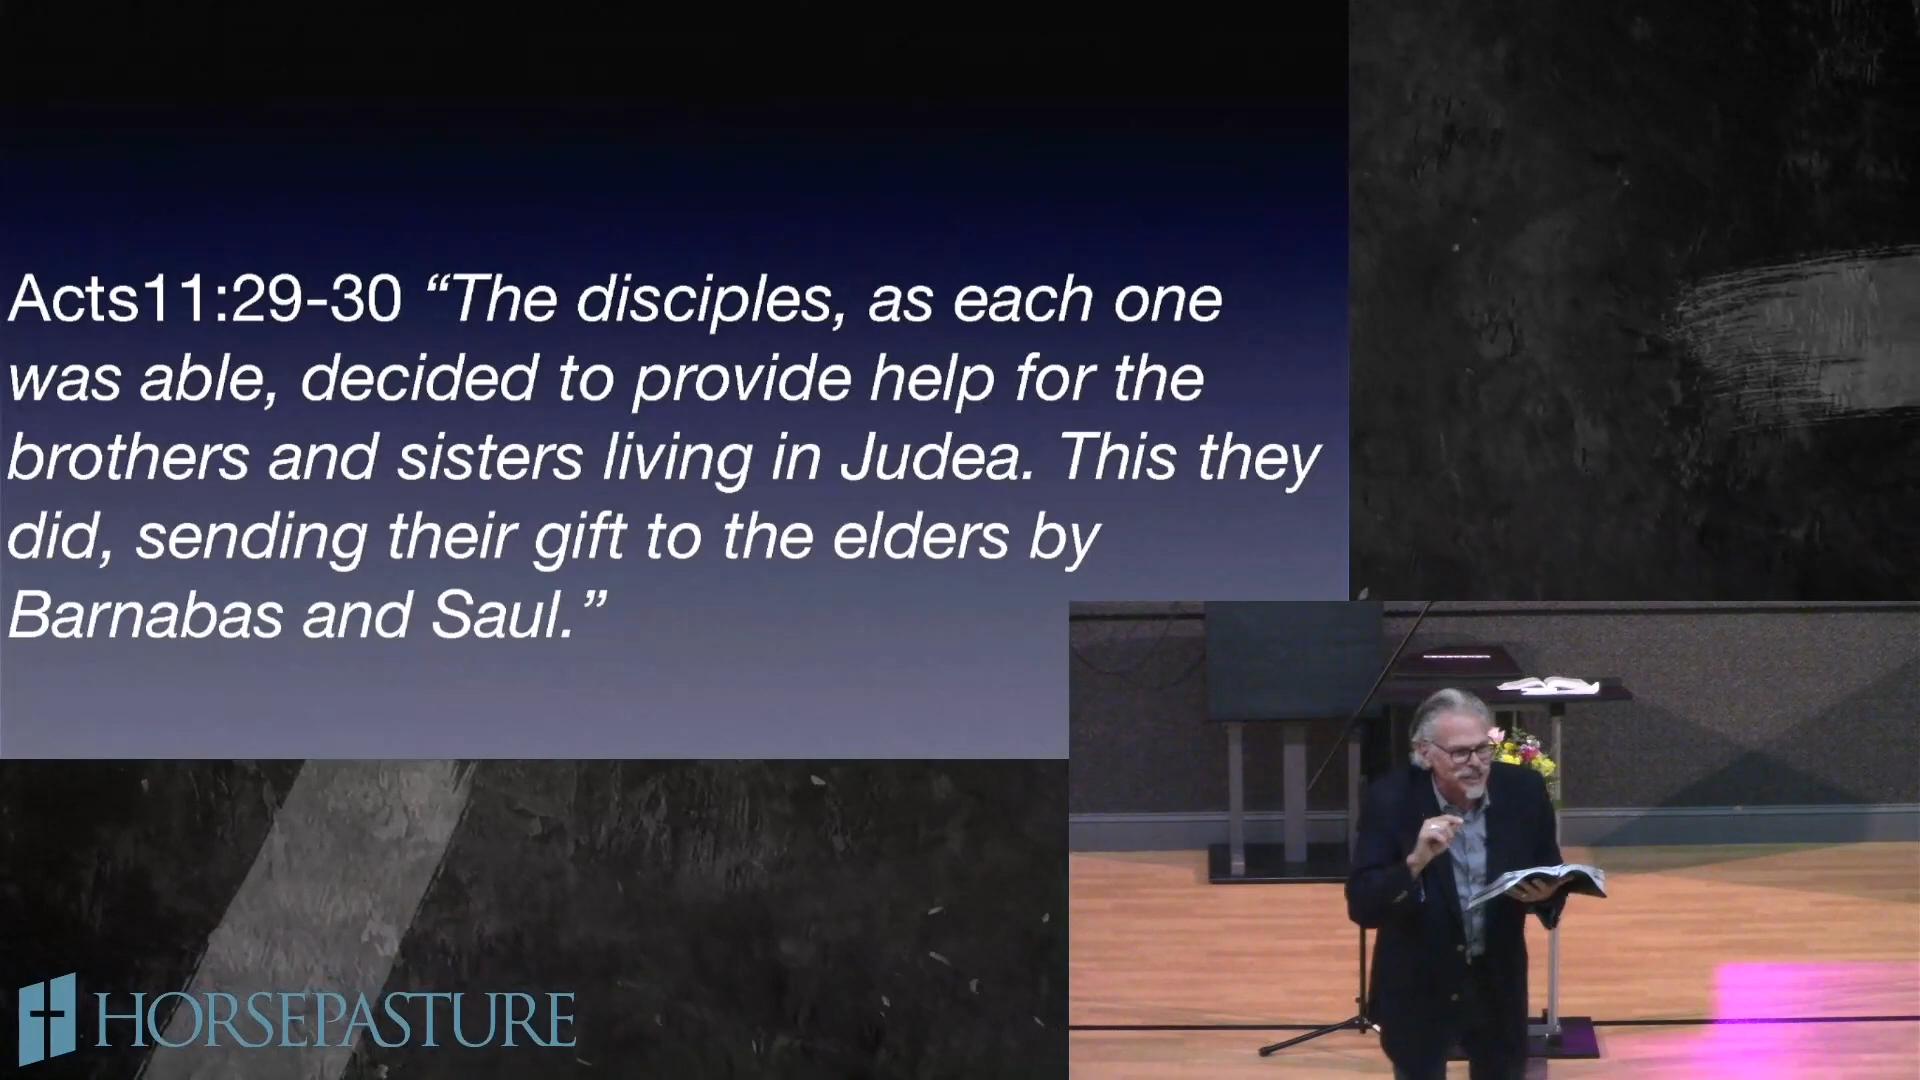 Acts11:29-30 “The disciples, as each one
was able, decided to provide help for the
brothers and sisters living in Judea. This they
did, sending their gift to the elders by
Barnabas and Saul.”
HORSEPASTURE